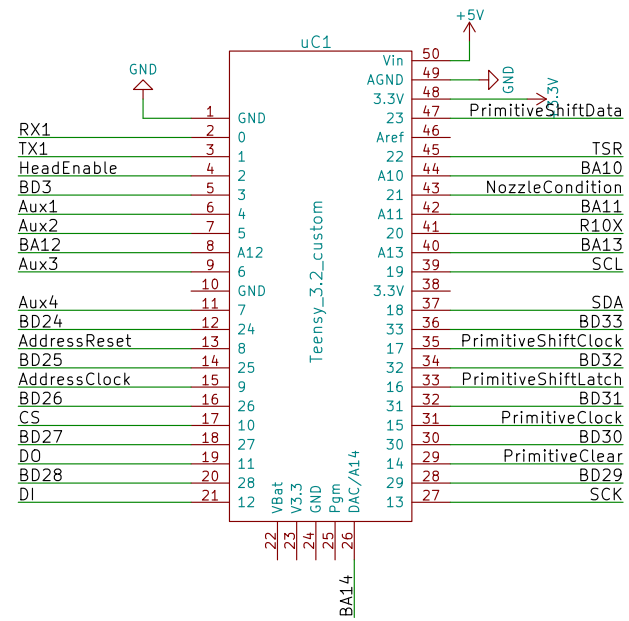 +5V
uC1
Vin 50
GND
AGND 49 GND
3.3V 48 +3.3V
1 GND
23 47 PrimitiveShiftData
RX1 2 0
Aref 46
TX1 3 1
22 45 TSR
HeadEnable 4 2
A10 44 BA10
BD3 5 3
21 43 NozzleCondition
Aux1 6 4
A11 42 BA11
Aux2 7 5
20 41 R10X
BA12 8 A12
A13 40 BA13
Aux3 9 6
19 39 SCL
10 GND
3.3V 38
Aux4 11 7
18 37 SDA
BD24 12 24
33 36 BD33
AddressReset 13 8
17 35 PrimitiveShiftClock
BD25 14 25
32 34 BD32
AddressClock 15 9
16 33 PrimitiveShiftLatch
BD26 16 26
31 32 BD31
CS 17 10
15 31 PrimitiveClock
BD27 18 27
30 30 BD30
DO 19 11
14 29 PrimitiveClear
BD28 20 28
29 28 BD29
DI 21 12
13 27 SCK
Teensy_3.2_custom
VBat 22
V3.3 23
GND 24
Pgm 25
DAC/A14 26
BA14